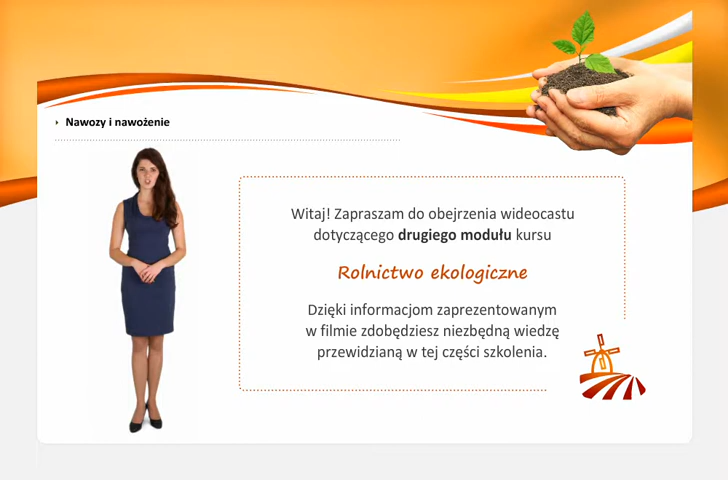 Nawozy i nawożenie
Witaj! Zapraszam do obejrzenia wideocastu
dotyczącego drugiego modułu kursu
Rolnictwo ekologiczne
Dzięki informacjom zaprezentowanym
w filmie zdobędziesz niezbędną wiedzę
przewidzianą w tej części szkolenia.